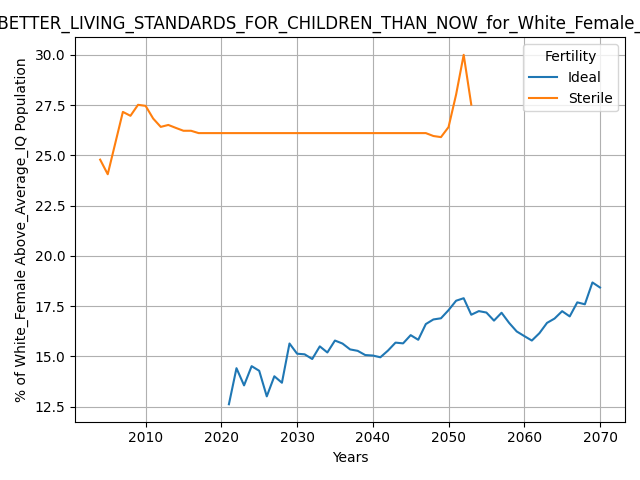 BETTER_LIVING_STANDARDS_FOR_CHILDREN_THAN_NOW_for_White_Female_
Fertility
Ideal
Sterile
% of White_Female Above_Average_IQ Population
30.0
27.5
25.0
22.5
20.0
17.5
15.0
12.5
2010 2020 2030 2040 2050 2060 2070
Years